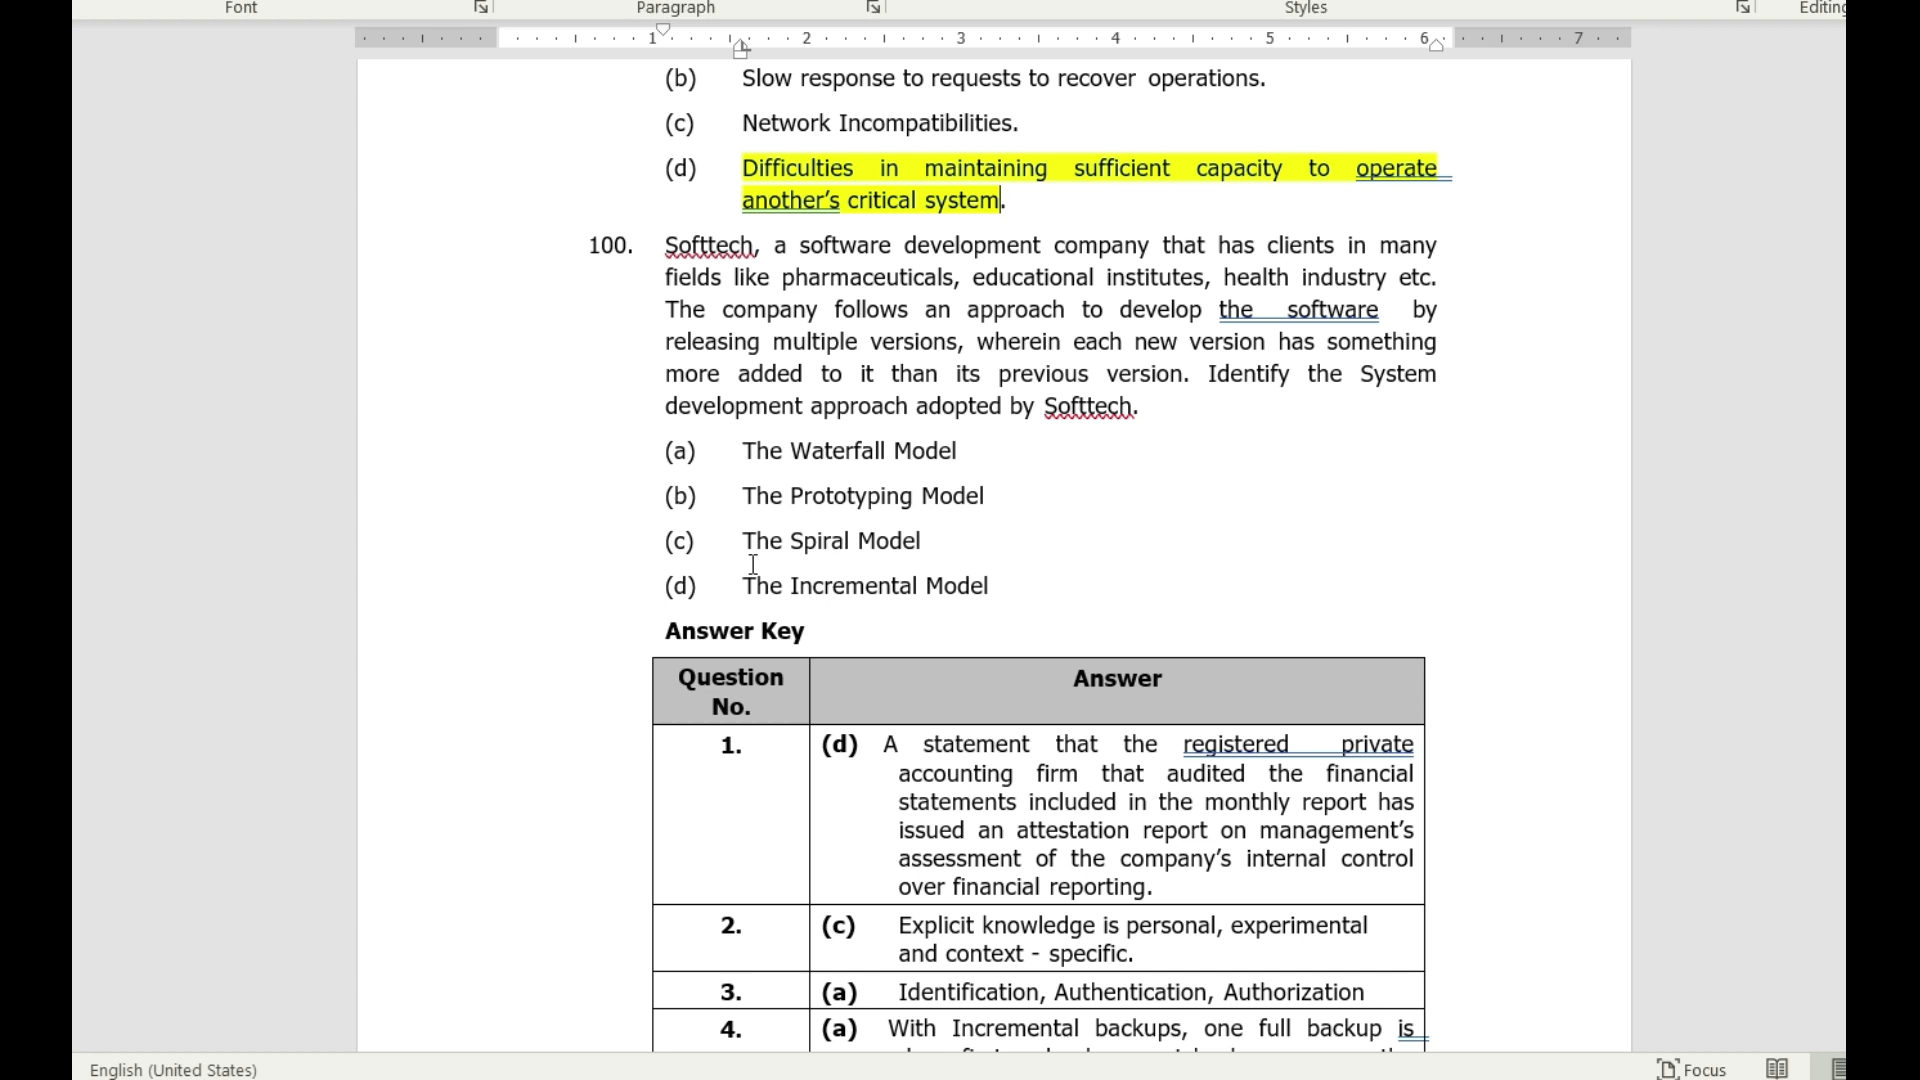 Font Paragraph Styles Editing
1 2 3 4 5 6 7
(b) Slow response to requests to recover operations.
(c) Network Incompatibilities.
(d) Difficulties in maintaining sufficient capacity to operate
another’s critical system.
100. Softtech, a software development company that has clients in many
fields like pharmaceuticals, educational institutes, health industry etc.
The company follows an approach to develop the software by
releasing multiple versions, wherein each new version has something
more added to it than its previous version. Identify the System
development approach adopted by Softtech.
(a) The Waterfall Model
(b) The Prototyping Model
(c) The Spiral Model
(d) The Incremental Model
Answer Key
Question Answer
No.
1. (d) A statement that the registered private
accounting firm that audited the financial
statements included in the monthly report has
issued an attestation report on management’s
assessment of the company’s internal control
over financial reporting.
2. (c) Explicit knowledge is personal, experimental
and context - specific.
3. (a) Identification, Authentication, Authorization
4. (a) With Incremental backups, one full backup is
English (United States) Focus